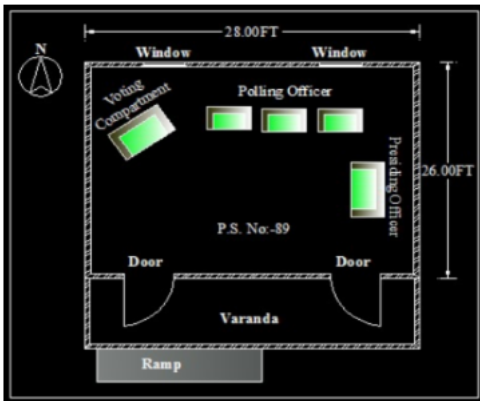 28.00FT
N
Window
Window
Voting
Compartment
Polling Officer
Presiding Officer
26.00FT
P.S. No:-89
Door
Door
Varanda
Ramp